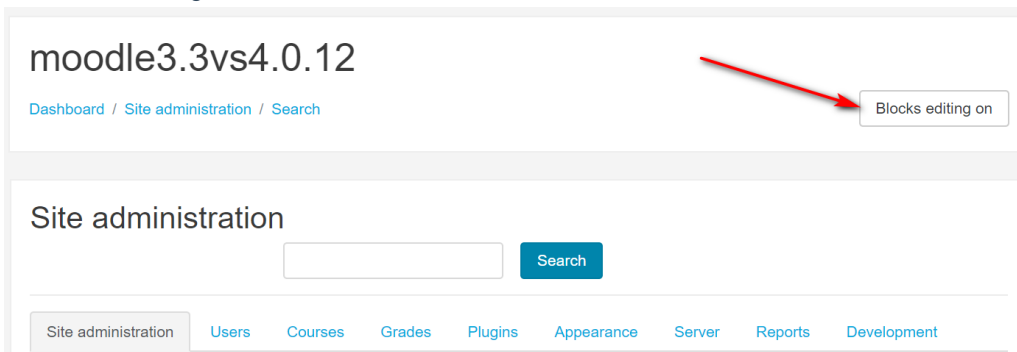 moodle3.3vs4.0.12
Dashboard / Site administration / Search
Blocks editing on
Site administration
Search
Site administration Users Courses Grades Plugins Appearance Server Reports Development